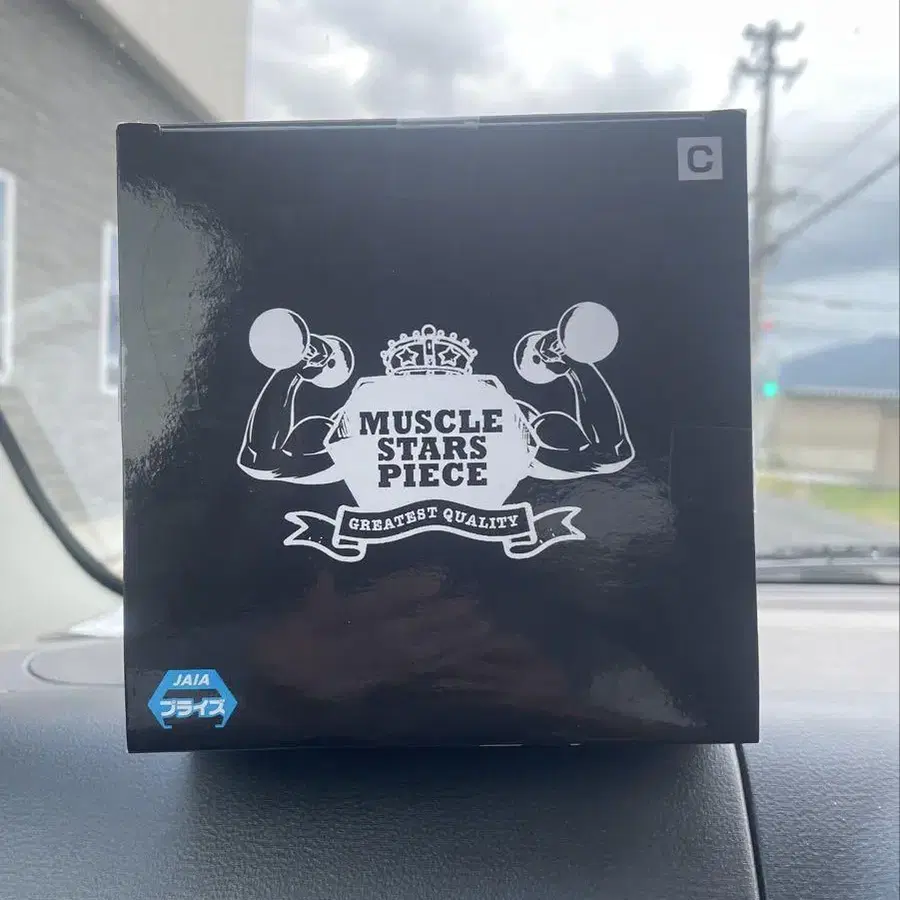 C
MUSCLE
STARS
PIECE
GREATEST QUALITY
JAIA
プライズ